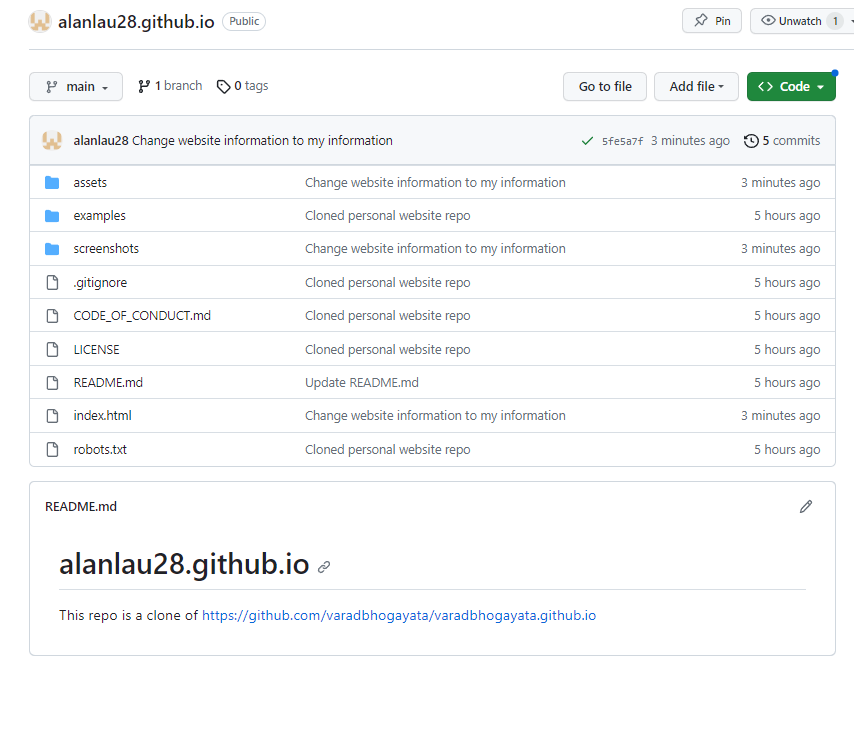 alanlau28.github.io Public Pin Unwatch 1
main 1 branch 0 tags Go to file Add file Code
alanlau28 Change website information to my information 5fe5a7f 3 minutes ago 5 commits
assets Change website information to my information 3 minutes ago
examples Cloned personal website repo 5 hours ago
screenshots Change website information to my information 3 minutes ago
.gitignore Cloned personal website repo 5 hours ago
CODE_OF_CONDUCT.md Cloned personal website repo 5 hours ago
LICENSE Cloned personal website repo 5 hours ago
README.md Update README.md 5 hours ago
index.html Change website information to my information 3 minutes ago
robots.txt Cloned personal website repo 5 hours ago
README.md
alanlau28.github.io
This repo is a clone of https://github.com/varadbhogayata/varadbhogayata.github.io